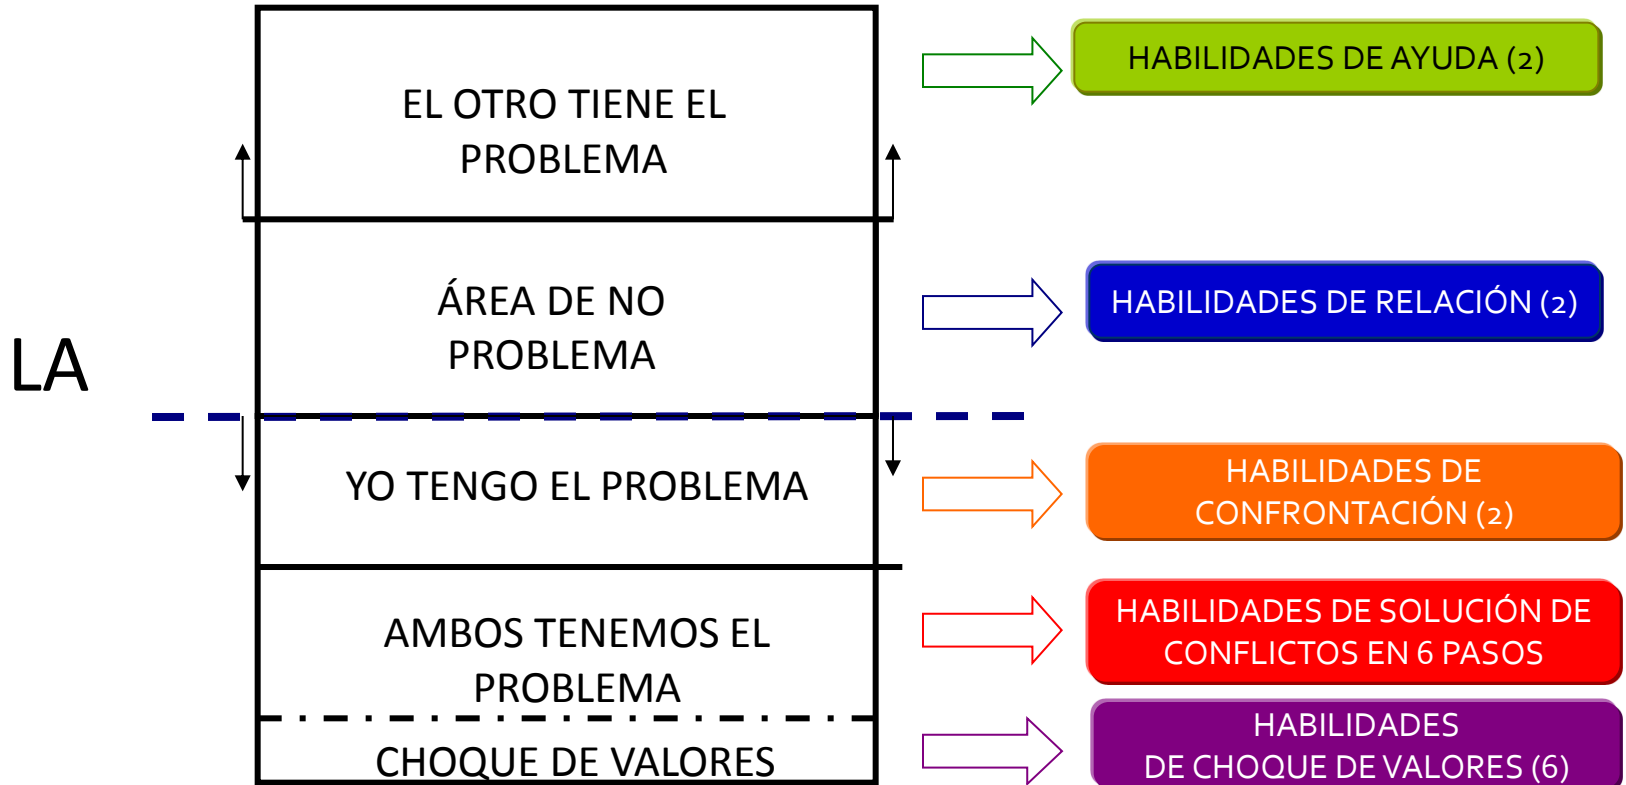 EL OTRO TIENE EL
PROBLEMA
HABILIDADES DE AYUDA (2)
ÁREA DE NO
PROBLEMA
HABILIDADES DE RELACIÓN (2)
LA
YO TENGO EL PROBLEMA
HABILIDADES DE
CONFRONTACIÓN (2)
AMBOS TENEMOS EL
PROBLEMA
HABILIDADES DE SOLUCIÓN DE
CONFLICTOS EN 6 PASOS
CHOQUE DE VALORES
HABILIDADES
DE CHOQUE DE VALORES (6)